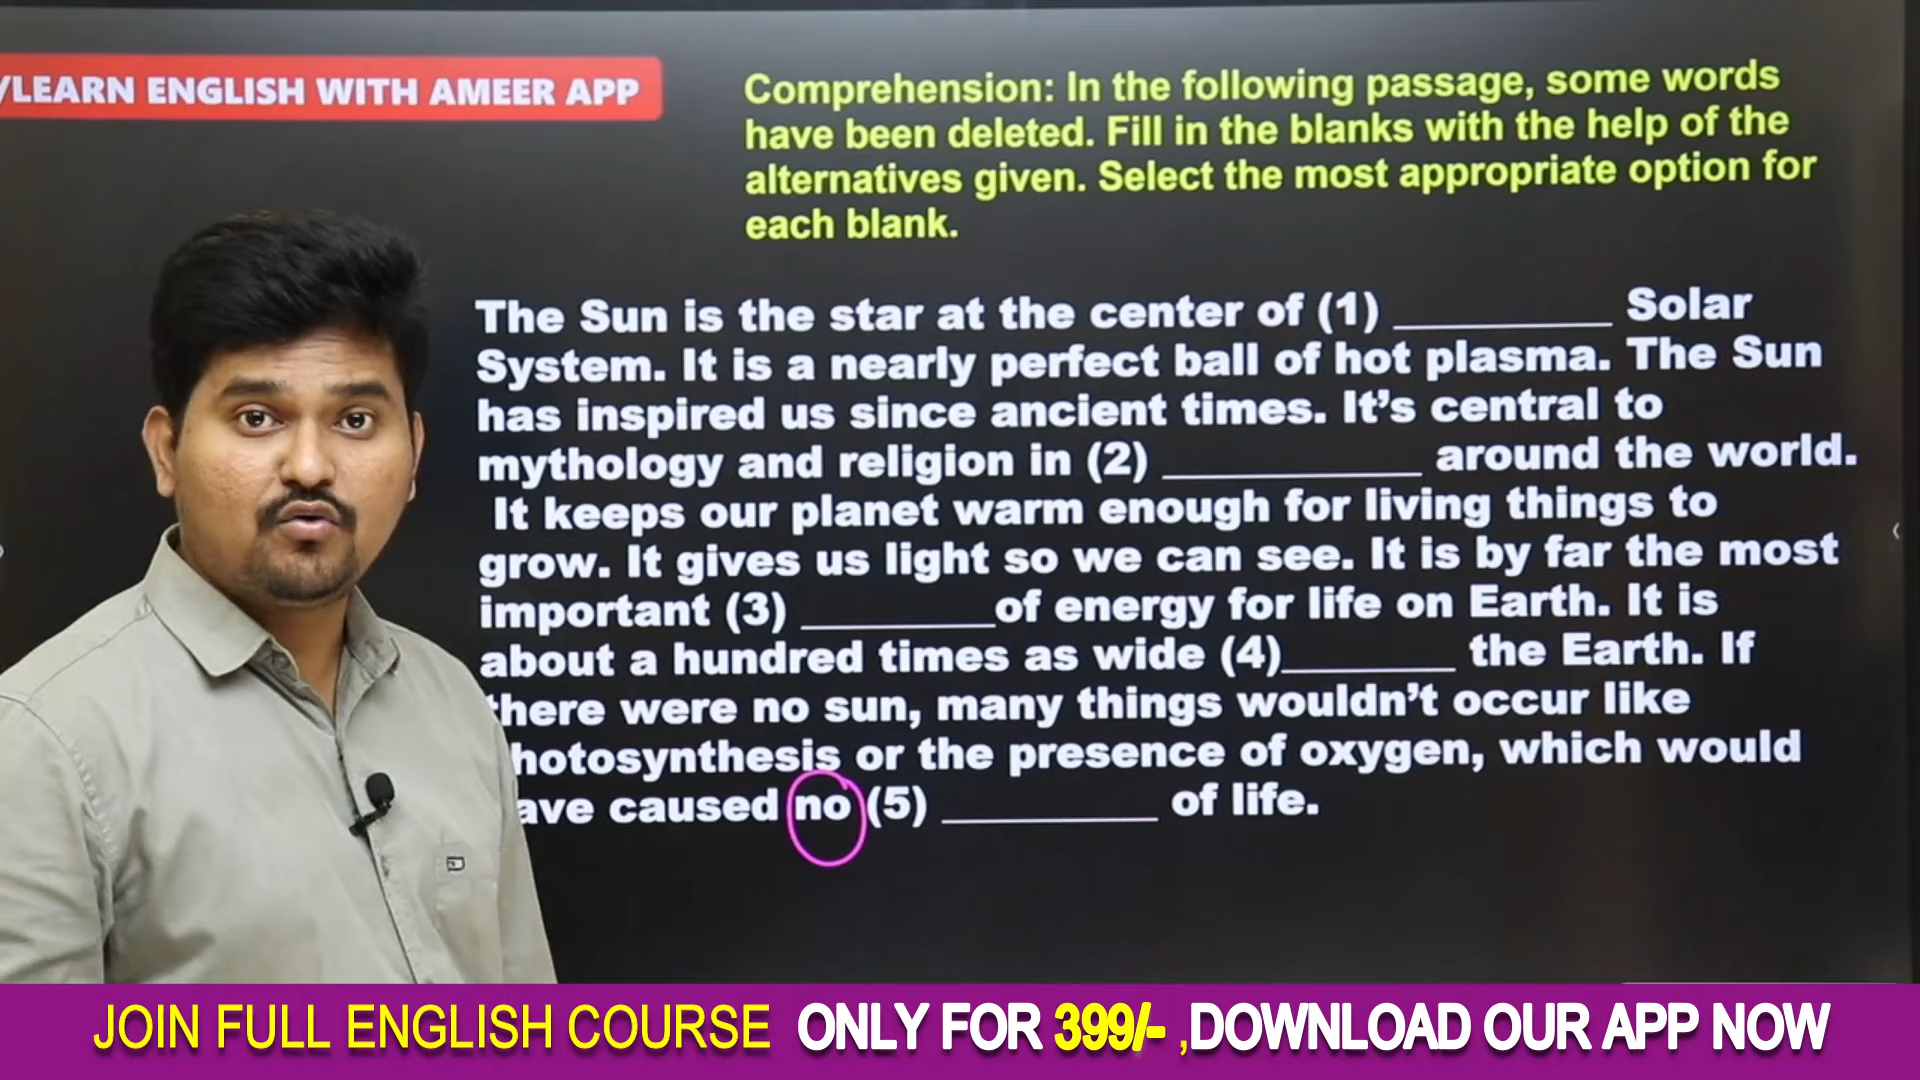 /LEARN ENGLISH WITH AMEER APP
Comprehension: In the following passage, some words
have been deleted. Fill in the blanks with the help of the
alternatives given. Select the most appropriate option for
each blank.
The Sun is the star at the center of (1) __________ Solar
System. It is a nearly perfect ball of hot plasma. The Sun
has inspired us since ancient times. It's central to
mythology and religion in (2) ____________ around the world.
It keeps our planet warm enough for living things to
grow. It gives us light so we can see. It is by far the most
important (3) _________of energy for life on Earth. It is
about a hundred times as wide (4)________ the Earth. If
there were no sun, many things wouldn't occur like
hotosynthesis or the presence of oxygen, which would
ave caused no (5) __________ of life.
JOIN FULL ENGLISH COURSE ONLY FOR 399/- ,DOWNLOAD OUR APP NOW